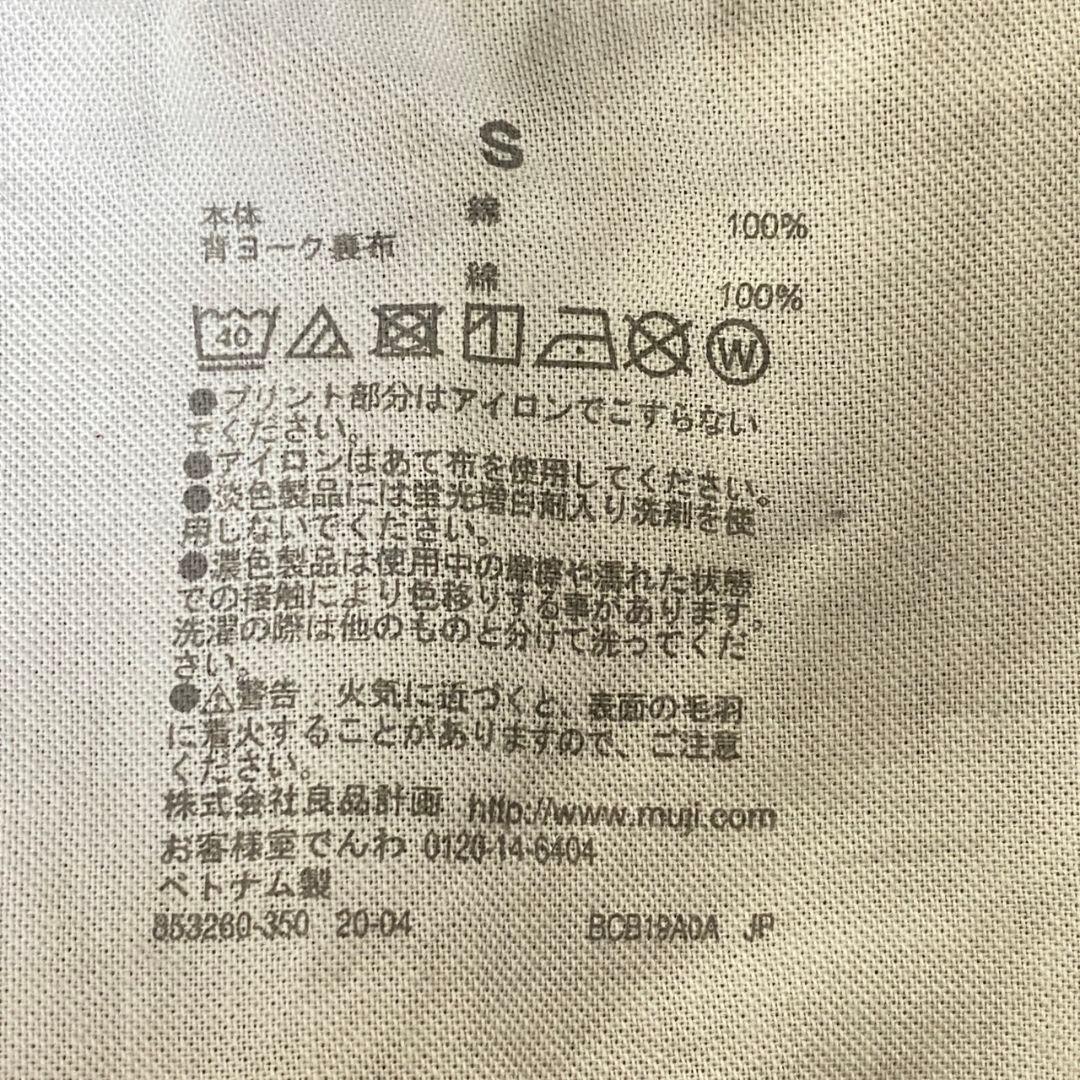 S
本体 綿 100%
背ヨーク裏布
綿 100%
40
W
●プリント部分はアイロンでこすらない
でください。
●アイロンはあて布を使用してください。
●淡色製品には蛍光増白剤入り洗剤を使
用しないでください。
●濃色製品は使用中の摩擦や濡れた状態
での接触により色移りする事があります。
洗濯の際は他のものと分けて洗ってくだ
さい。
●⚠警告 火気に近づくと、表面の毛羽
に着火することがありますので、ご注意
ください。
株式会社良品計画 http://www.muji.com
お客様室でんわ 0120-14-6404
ベトナム製
853260-350 20-04 BCB19A0A JP